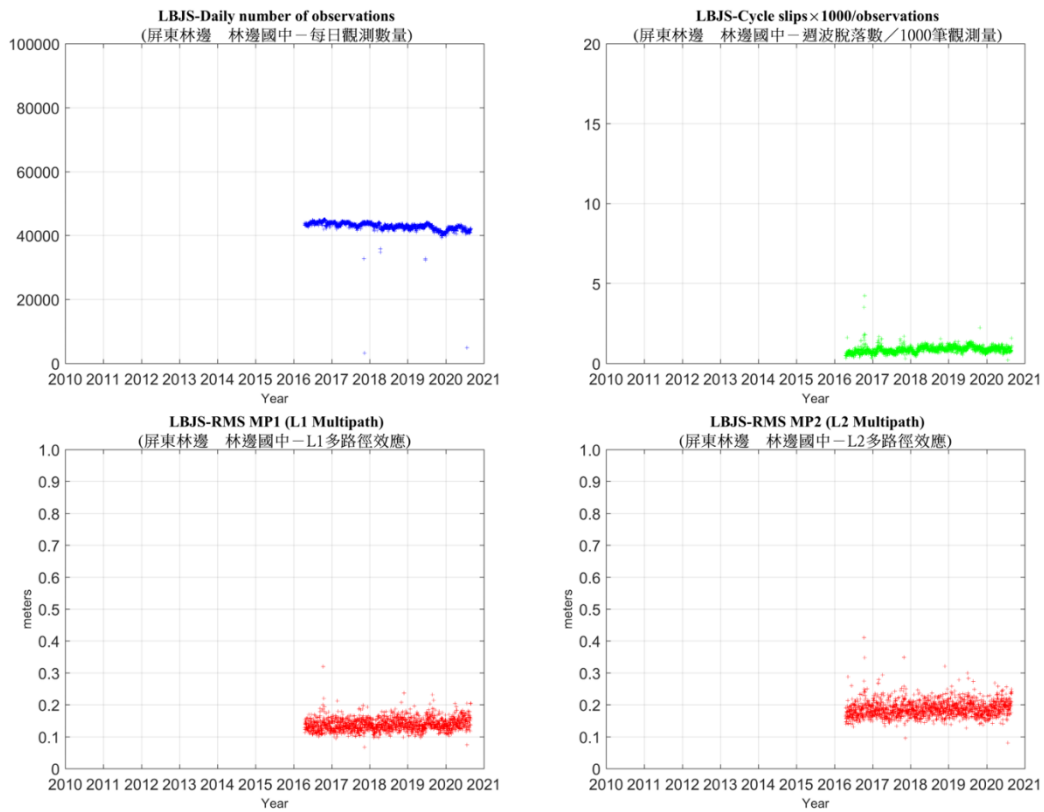 LBJS-Daily number of observations
(屏東林邊　林邊國中－每日觀測數量)
100000
80000
60000
40000
20000
0
2010 2011 2012 2013 2014 2015 2016 2017 2018 2019 2020 2021
Year
LBJS-Cycle slips×1000/observations
(屏東林邊　林邊國中－週波脫落數／1000筆觀測量)
20
15
10
5
0
2010 2011 2012 2013 2014 2015 2016 2017 2018 2019 2020 2021
Year
LBJS-RMS MP1 (L1 Multipath)
(屏東林邊　林邊國中－L1多路徑效應)
1.0
0.9
0.8
0.7
0.6
0.5
0.4
0.3
0.2
0.1
0
meters
2010 2011 2012 2013 2014 2015 2016 2017 2018 2019 2020 2021
Year
LBJS-RMS MP2 (L2 Multipath)
(屏東林邊　林邊國中－L2多路徑效應)
1.0
0.9
0.8
0.7
0.6
0.5
0.4
0.3
0.2
0.1
0
meters
2010 2011 2012 2013 2014 2015 2016 2017 2018 2019 2020 2021
Year